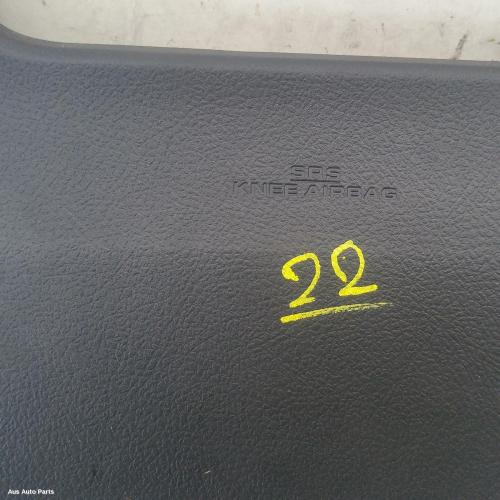 SRS
KNEE AIRBAG
22
Aus Auto Parts